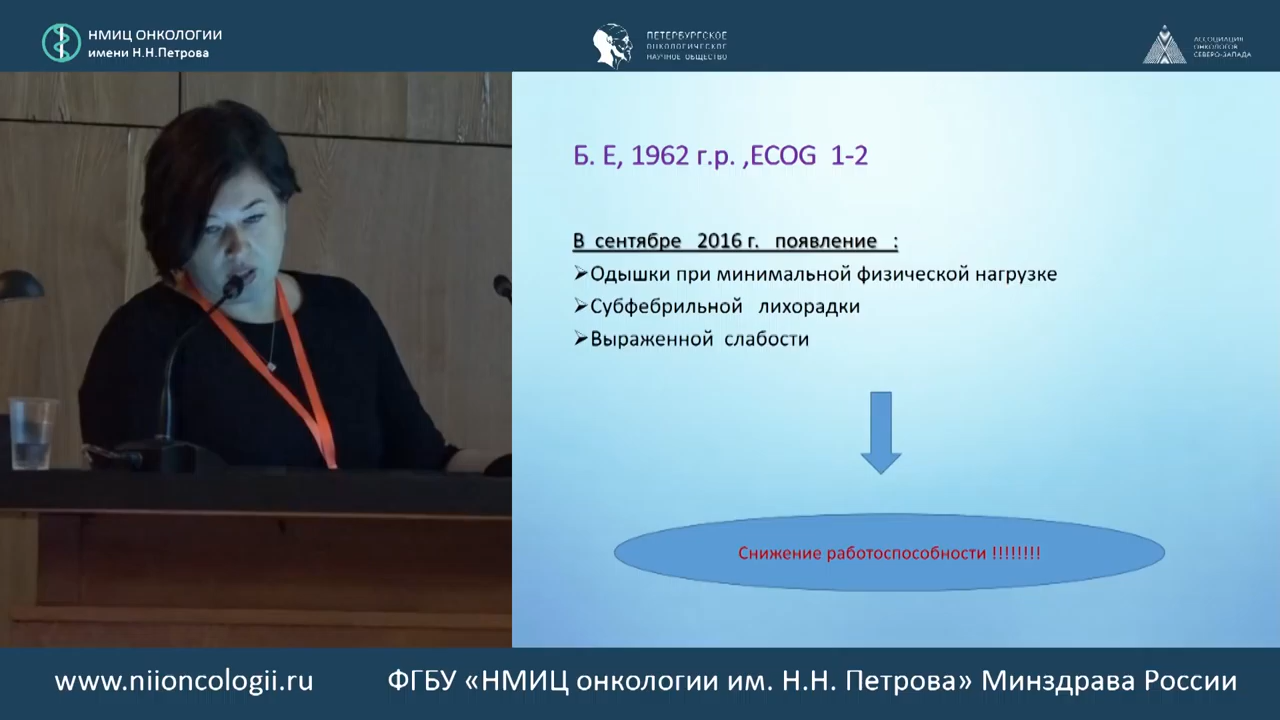 НМИЦ ОНКОЛОГИИ
имени Н.Н.Петрова
ПЕТЕРБУРГСКОЕ
ОНКОЛОГИЧЕСКОЕ
НАУЧНОЕ ОБЩЕСТВО
АССОЦИАЦИЯ
ОНКОЛОГОВ
СЕВЕРО-ЗАПАДА
Б. Е, 1962 г.р. ,ECOG 1-2
В сентябре 2016 г. появление :
➢Одышки при минимальной физической нагрузке
➢Субфебрильной лихорадки
➢Выраженной слабости
Снижение работоспособности !!!!!!!!
www.niioncologii.ru
ФГБУ «НМИЦ онкологии им. Н.Н. Петрова» Минздрава России